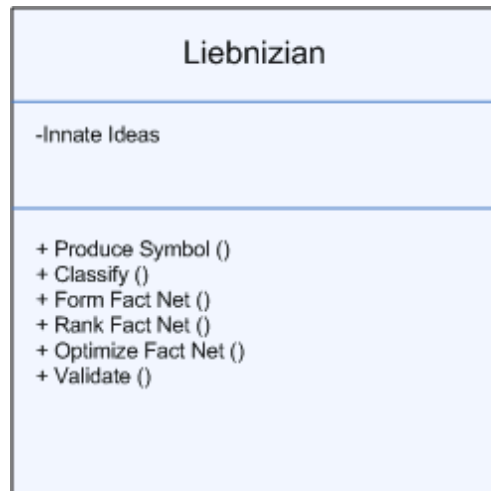 Liebnizian
-Innate Ideas
+ Produce Symbol ()
+ Classify ()
+ Form Fact Net ()
+ Rank Fact Net ()
+ Optimize Fact Net ()
+ Validate ()